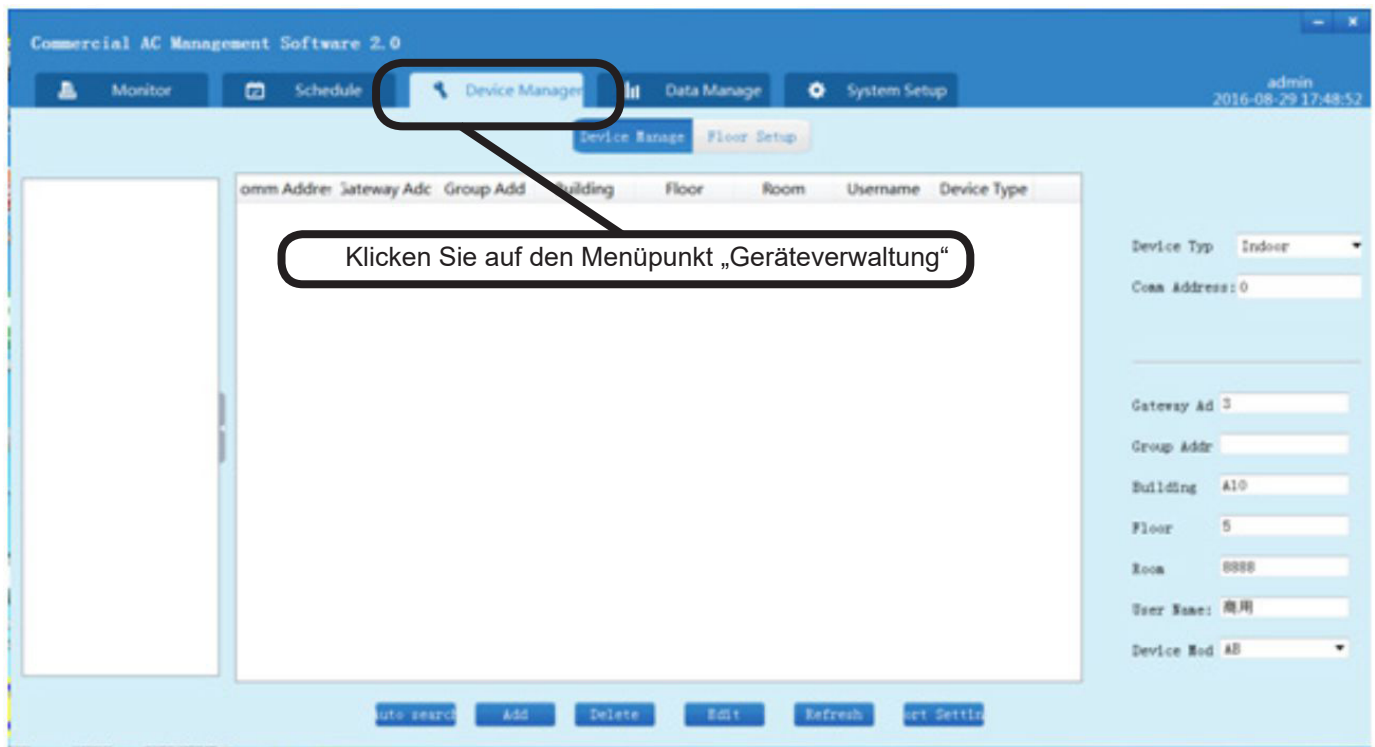 Commercial AC Management Software 2.0
Monitor Schedule Device Manager Data Manage System Setup
admin
2016-08-29 17:48:52
Device Manage Floor Setup
omm Addre Gateway Adc Group Add Building Floor Room Username Device Type
Klicken Sie auf den Menüpunkt „Geräteverwaltung“
Device Typ Indoor
Comm Address: 0
Gateway Ad 3
Group Addr
Building A10
Floor 5
Room 8888
User Name: 商用
Device Mod AB
uto search Add Delete Edit Refresh ort Settin